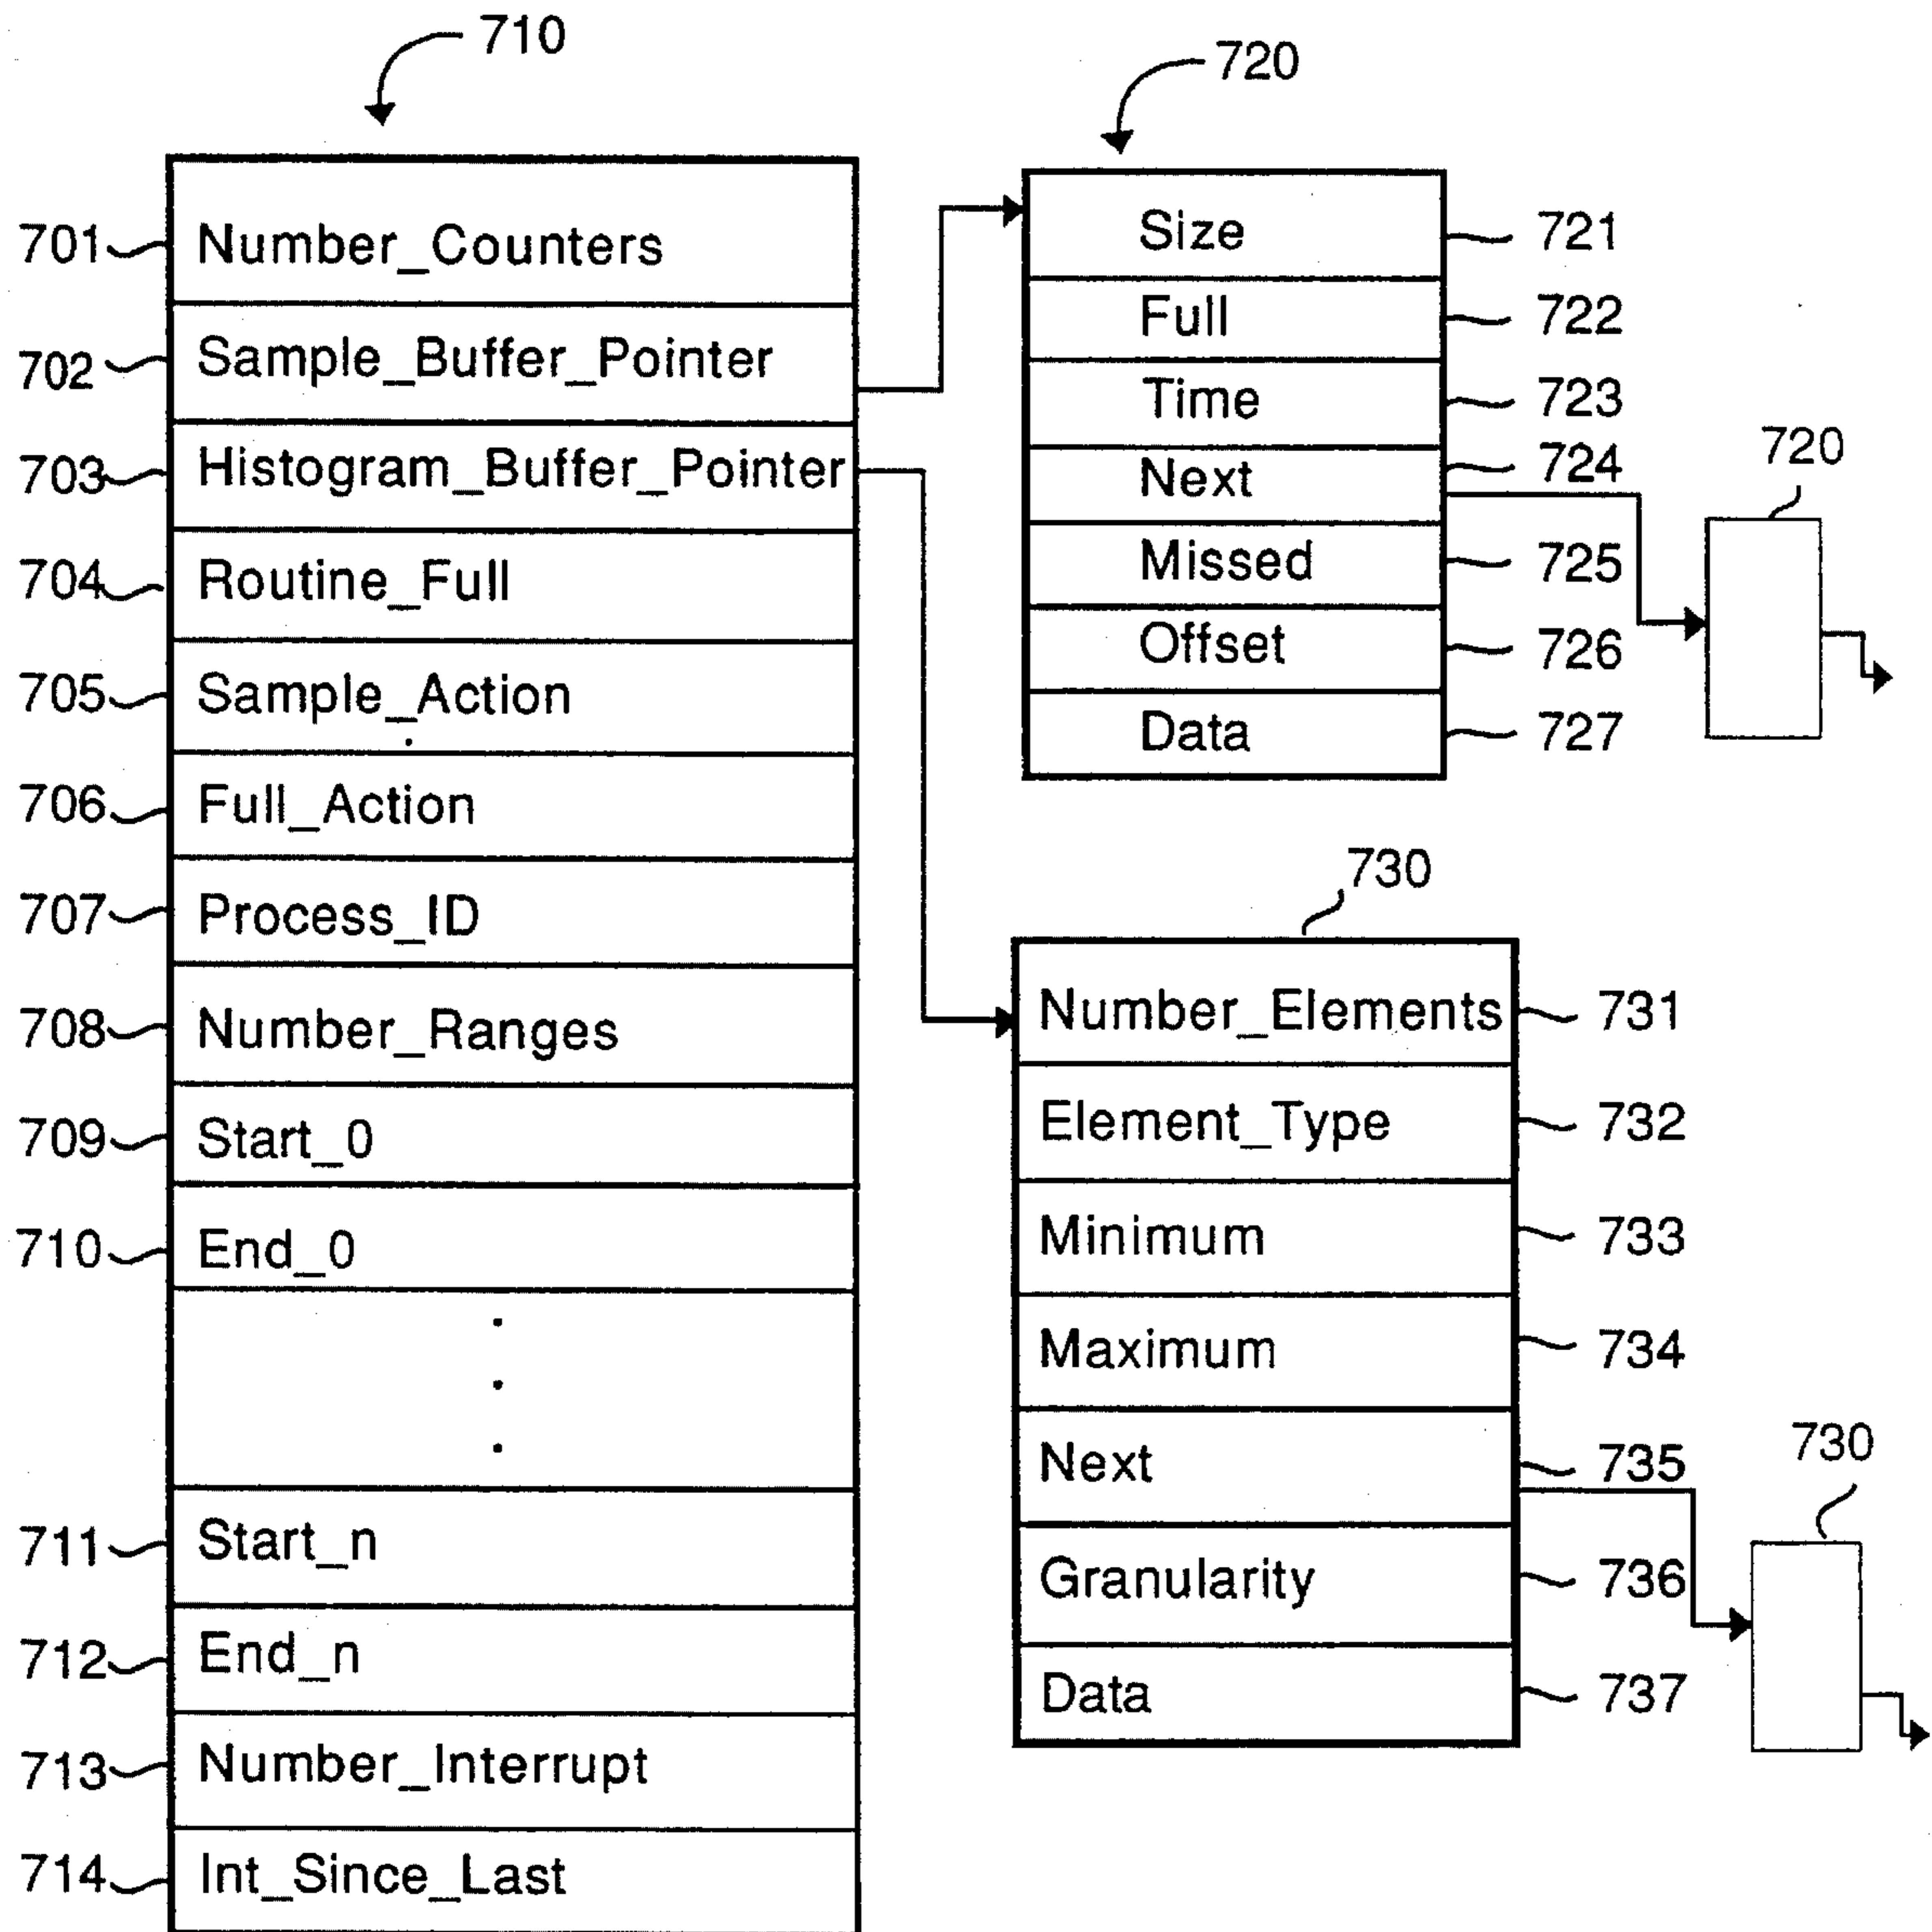 710
701 Number_Counters
702 Sample_Buffer_Pointer
703 Histogram_Buffer_Pointer
704 Routine_Full
705 Sample_Action
706 Full_Action
707 Process_ID
708 Number_Ranges
709 Start_0
710 End_0
711 Start_n
712 End_n
713 Number_Interrupt
714 Int_Since_Last
720
Size 721
Full 722
Time 723
Next 724
Missed 725
Offset 726
Data 727
720
730
Number_Elements 731
Element_Type 732
Minimum 733
Maximum 734
Next 735
Granularity 736
Data 737
730